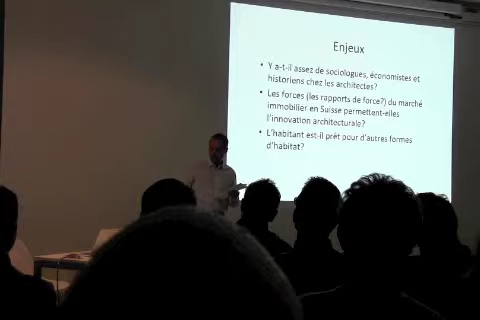 Enjeux
• Y a-t-il assez de sociologues, économistes et
historiens chez les architectes?
• Les forces (les rapports de force?) du marché
immobilier en Suisse permettent-elles
l'innovation architecturale?
• L'habitant est-il prêt pour d'autres formes
d'habitat?